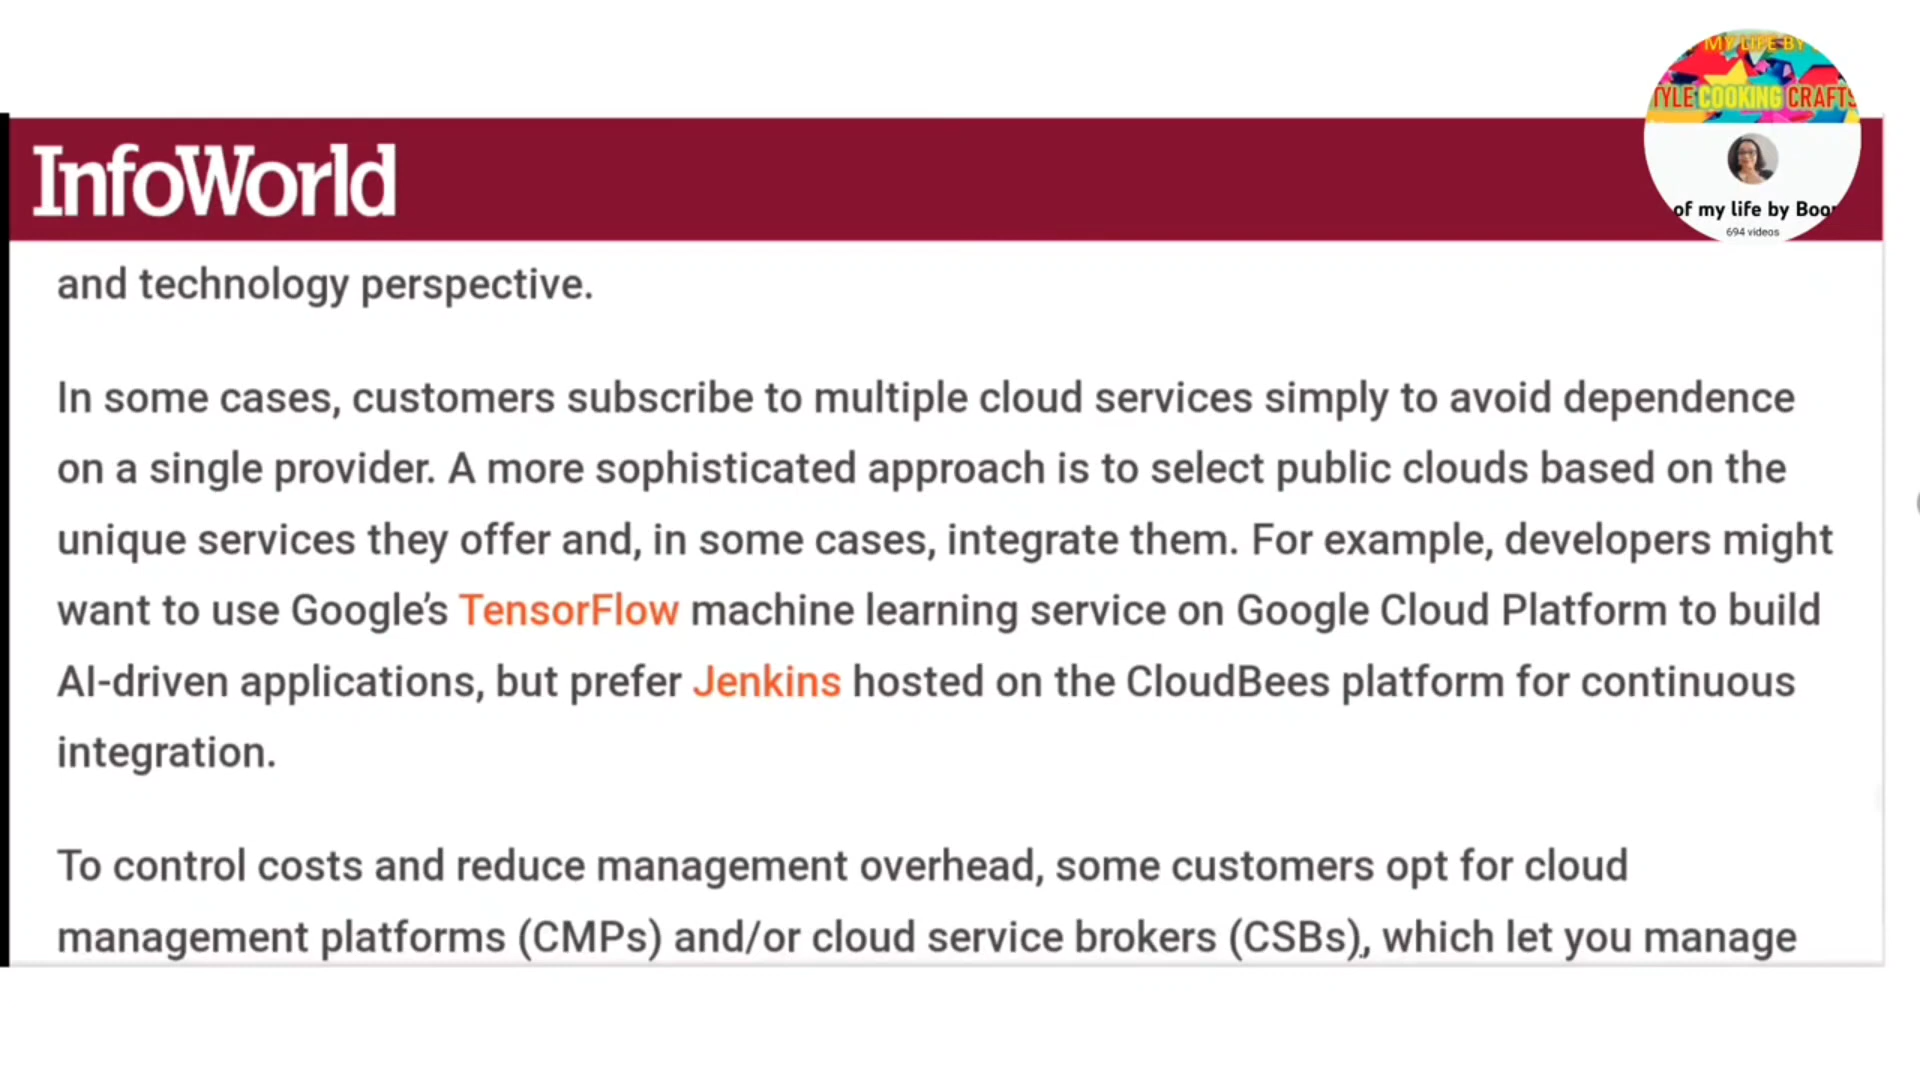 MY LIFE BY
TYLE COOKING CRAFTS
of my life by Boo
694 videos
InfoWorld
and technology perspective.
In some cases, customers subscribe to multiple cloud services simply to avoid dependence
on a single provider. A more sophisticated approach is to select public clouds based on the
unique services they offer and, in some cases, integrate them. For example, developers might
want to use Google’s TensorFlow machine learning service on Google Cloud Platform to build
AI-driven applications, but prefer Jenkins hosted on the CloudBees platform for continuous
integration.
To control costs and reduce management overhead, some customers opt for cloud
management platforms (CMPs) and/or cloud service brokers (CSBs), which let you manage